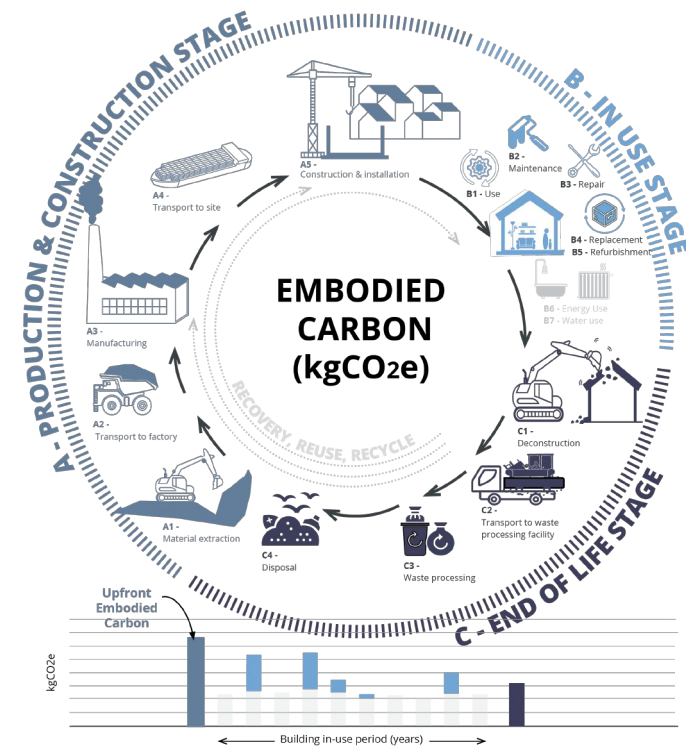 A - PRODUCTION & CONSTRUCTION STAGE
B - IN USE STAGE
C - END OF LIFE STAGE
A5 -
Construction & installation
A4 -
Transport to site
B2 -
Maintenance
B1 - Use
B3 - Repair
B4 - Replacement
B5 - Refurbishment
B6 - Energy Use
B7 - Water use
EMBODIED
CARBON
(kgCO2e)
RECOVERY, REUSE, RECYCLE
A3 -
Manufacturing
A2 -
Transport to factory
A1 -
Material extraction
C1 -
Deconstruction
C2 -
Transport to waste
processing facility
C3 -
Waste processing
C4 -
Disposal
Upfront
Embodied
Carbon
kgCO2e
Building in-use period (years)